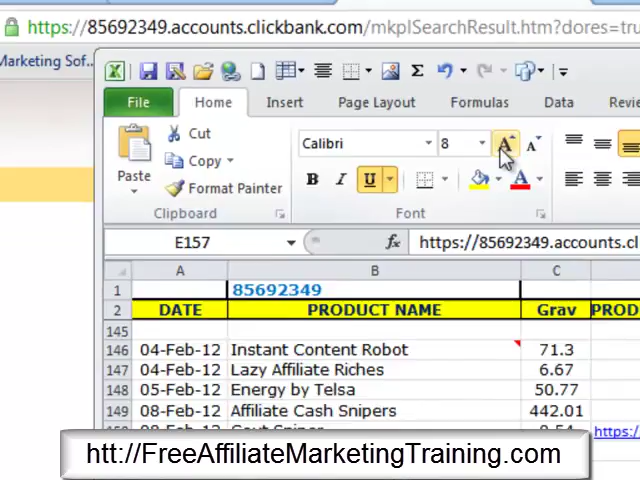 https://85692349.accounts.clickbank.com/mkplSearchResult.htm?dores=tru
Marketing Sof...
File Home Insert Page Layout Formulas Data Revie
Cut
Copy
Format Painter
Paste
Clipboard
Calibri 8
B I U
Font
E157 fx https://85692349.accounts.cl
A B C
1 85692349
2 DATE PRODUCT NAME Grav PROD
145
146 04-Feb-12 Instant Content Robot 71.3
147 04-Feb-12 Lazy Affiliate Riches 6.67
148 05-Feb-12 Energy by Telsa 50.77
149 08-Feb-12 Affiliate Cash Snipers 442.01
https:/
htt://FreeAffiliateMarketingTraining.com